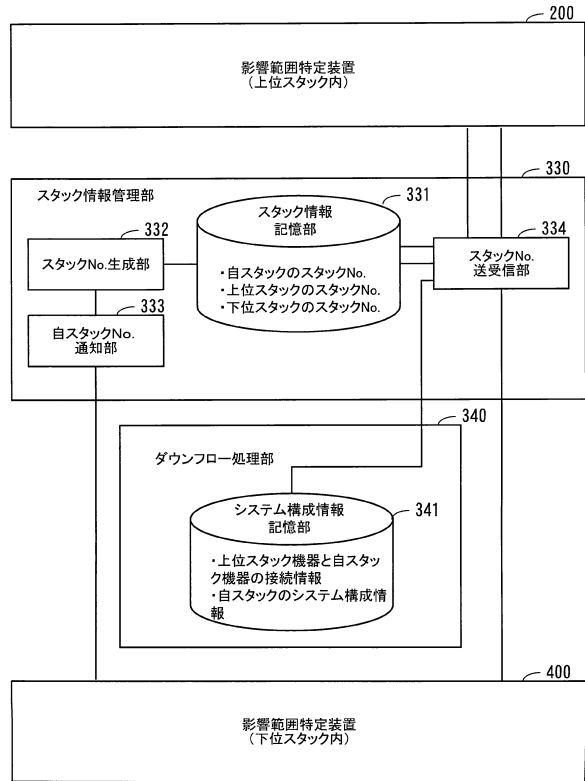 200
影響範囲特定装置
(上位スタック内)
330
スタック情報管理部
331
スタック情報
記憶部
・自スタックのスタックNo.
・上位スタックのスタックNo.
・下位スタックのスタックNo.
332
スタックNo.生成部
333
自スタックNo.
通知部
334
スタックNo.
送受信部
340
ダウンフロー処理部
341
システム構成情報
記憶部
・上位スタック機器と自スタ
ック機器の接続情報
・自スタックのシステム構成情
報
400
影響範囲特定装置
(下位スタック内)